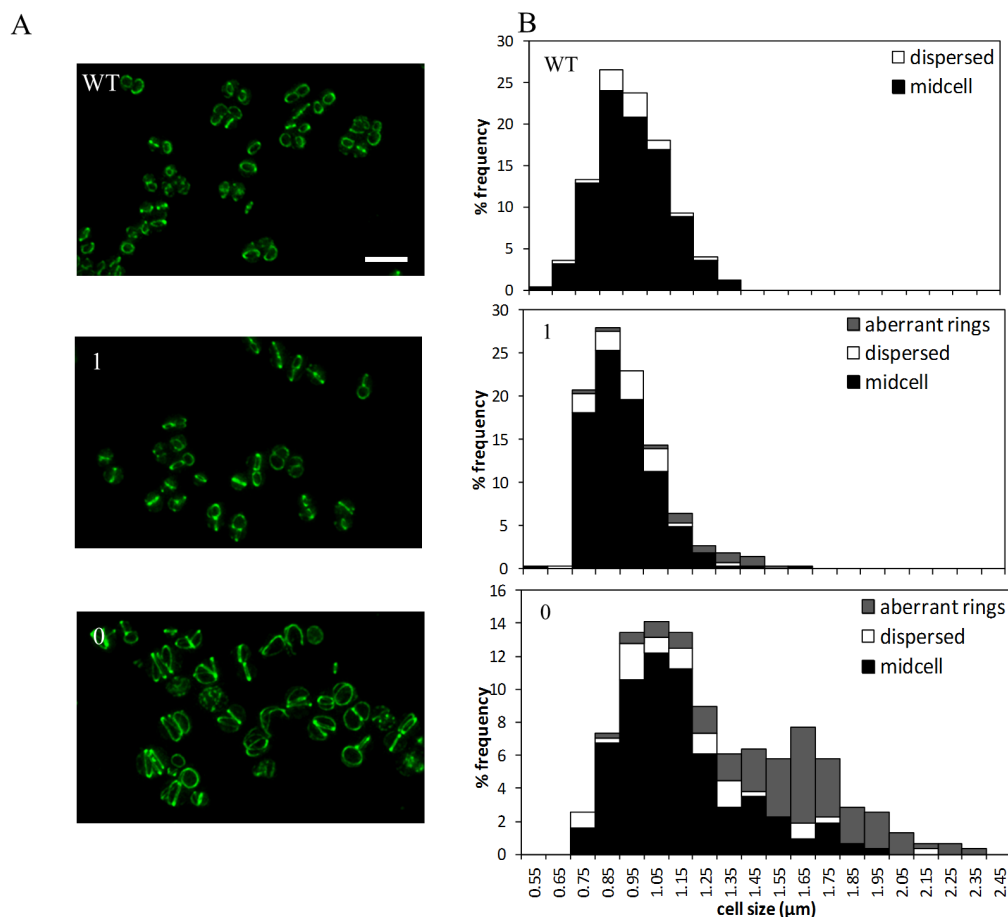 A
B
WT
WT
dispersed
midcell
30
25
20
15
10
5
0
% frequency
1
1
aberrant rings
dispersed
midcell
30
25
20
15
10
5
0
% frequency
0
0
aberrant rings
dispersed
midcell
16
14
12
10
8
6
4
2
0
% frequency
0.55 0.65 0.75 0.85 0.95 1.05 1.15 1.25 1.35 1.45 1.55 1.65 1.75 1.85 1.95 2.05 2.15 2.25 2.35 2.45
cell size (µm)